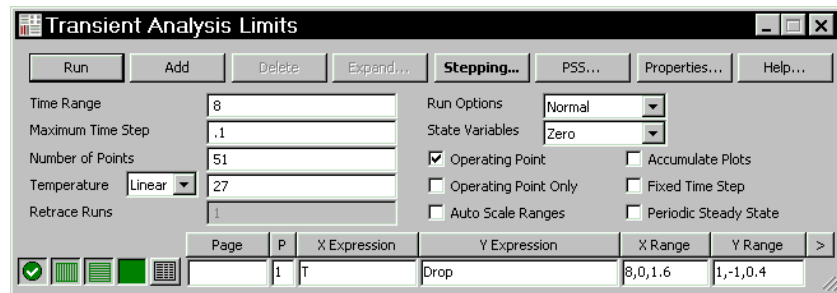 Transient Analysis Limits
Run Add Delete Expand... Stepping... PSS... Properties... Help...
Time Range 8 Run Options Normal
Maximum Time Step .1 State Variables Zero
Number of Points 51 Operating Point Accumulate Plots
Temperature Linear 27 Operating Point Only Fixed Time Step
Retrace Runs 1 Auto Scale Ranges Periodic Steady State
Page P X Expression Y Expression X Range Y Range >
1 T Drop 8,0,1.6 1,-1,0.4